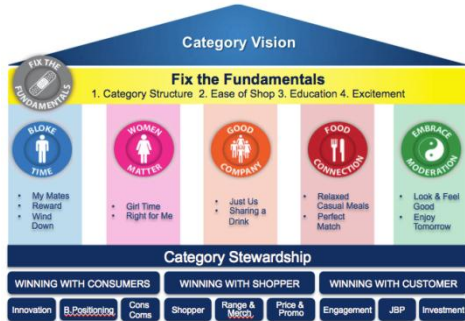 Category Vision
FIX THE
FUNDAMENTALS
Fix the Fundamentals
1. Category Structure 2. Ease of Shop 3. Education 4. Excitement
BLOKE
TIME
WOMEN
MATTER
GOOD
COMPANY
FOOD
CONNECTION
EMBRACE
MODERATION
• My Mates
• Reward
• Wind
Down
• Girl Time
• Right for Me
• Just Us
• Sharing a
Drink
• Relaxed
Casual Meals
• Perfect
Match
• Look & Feel
Good
• Enjoy
Tomorrow
Category Stewardship
WINNING WITH CONSUMERS
WINNING WITH SHOPPER
WINNING WITH CUSTOMER
Innovation
B.Positioning
Cons
Coms
Shopper
Range &
Merch
Price &
Promo
Engagement
JBP
Investment